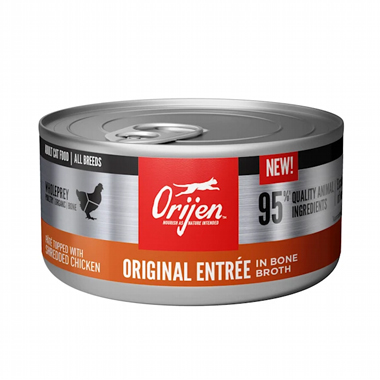 ADULT CAT FOOD | ALL BREEDS
NEW!
WHOLEPREY
Orijen
95% QUALITY ANIMAL
INGREDIENTS
TOPPED WITH
SHREDDED CHICKEN
ORIGINAL ENTRÉE IN BONE
BROTH